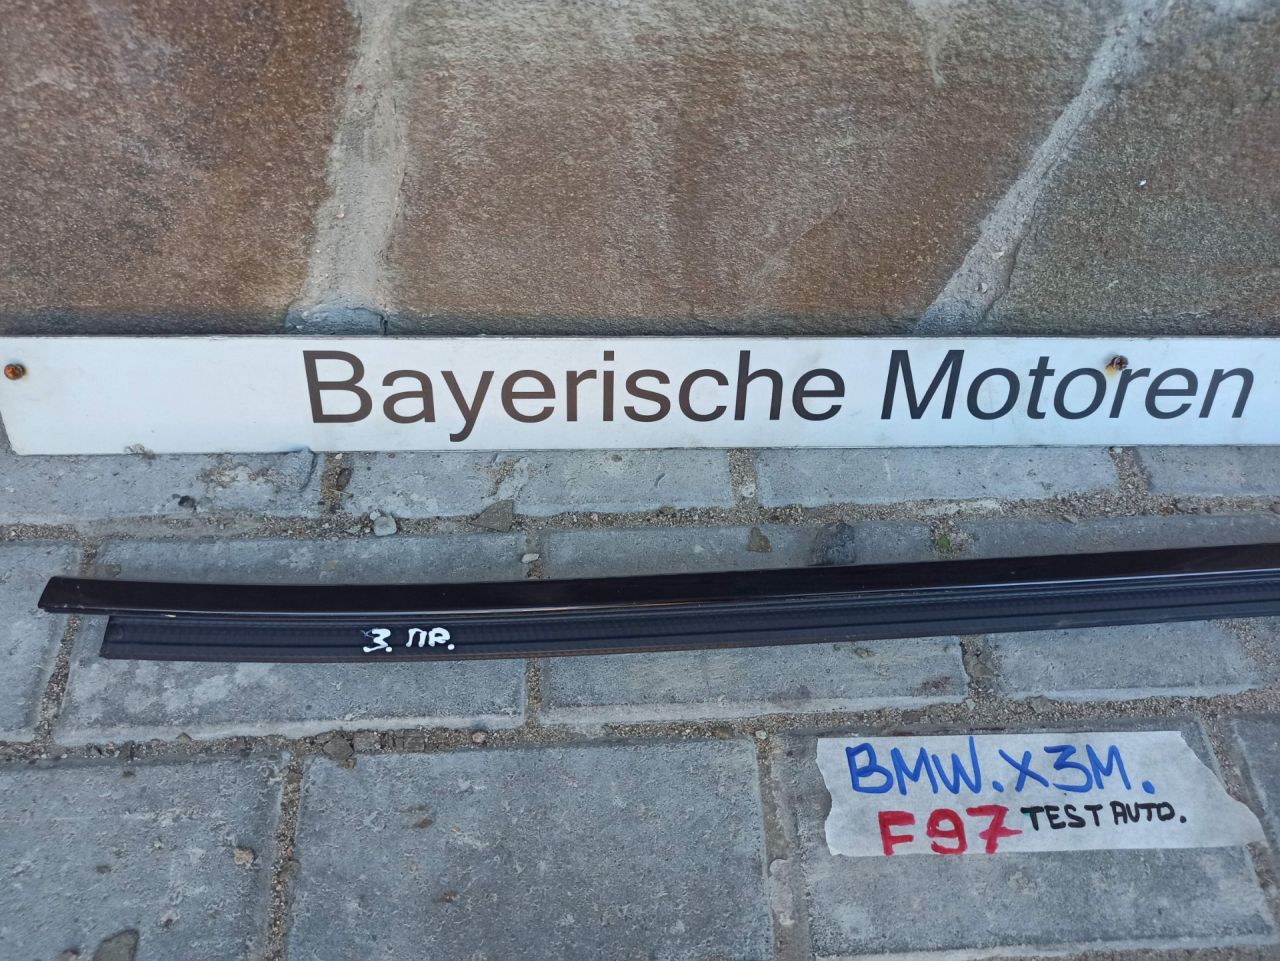 Bayerische Motoren
З. ПР.
BMW. X3M.
F97 TEST AUTO.